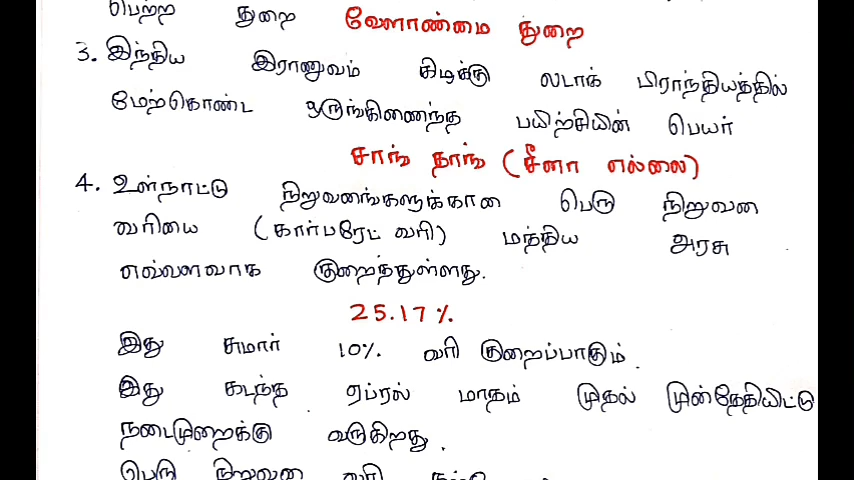 பெற்ற துறை வேளாண்மை துறை
3. இந்திய இராணுவம் கிழக்கு லடாக் பிராந்தியத்தில்
மேற்கொண்ட ஒருங்கிணைந்த பயிற்சியின் பெயர்
சாங் தாங் (சீனா எல்லை)
4. உள்நாட்டு நிறுவனங்களுக்கான பெரு நிறுவன
வரியை (கார்பரேட் வரி) மத்திய அரசு
எவ்வளவாக குறைத்துள்ளது.
25.17%
இது சுமார் 10% வரி குறைப்பாகும்.
இது கடந்த ஏப்ரல் மாதம் முதல் முன்தேதியிட்டு
நடைமுறைக்கு வருகிறது.
பெரு நிறுவன வரி